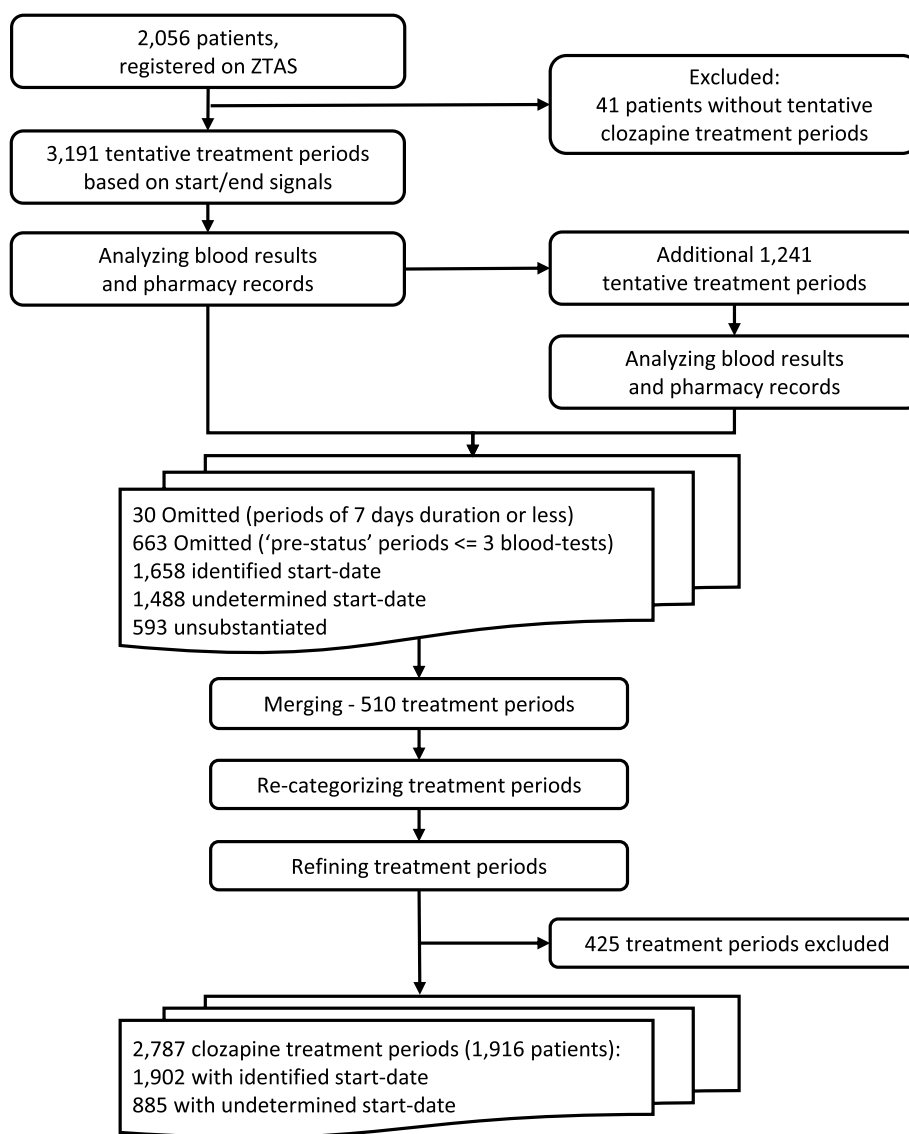 2,056 patients,
registered on ZTAS
Excluded:
41 patients without tentative
clozapine treatment periods
3,191 tentative treatment periods
based on start/end signals
Analyzing blood results
and pharmacy records
Additional 1,241
tentative treatment periods
Analyzing blood results
and pharmacy records
30 Omitted (periods of 7 days duration or less)
663 Omitted (‘pre-status’ periods <= 3 blood-tests)
1,658 identified start-date
1,488 undetermined start-date
593 unsubstantiated
Merging - 510 treatment periods
Re-categorizing treatment periods
Refining treatment periods
425 treatment periods excluded
2,787 clozapine treatment periods (1,916 patients):
1,902 with identified start-date
885 with undetermined start-date